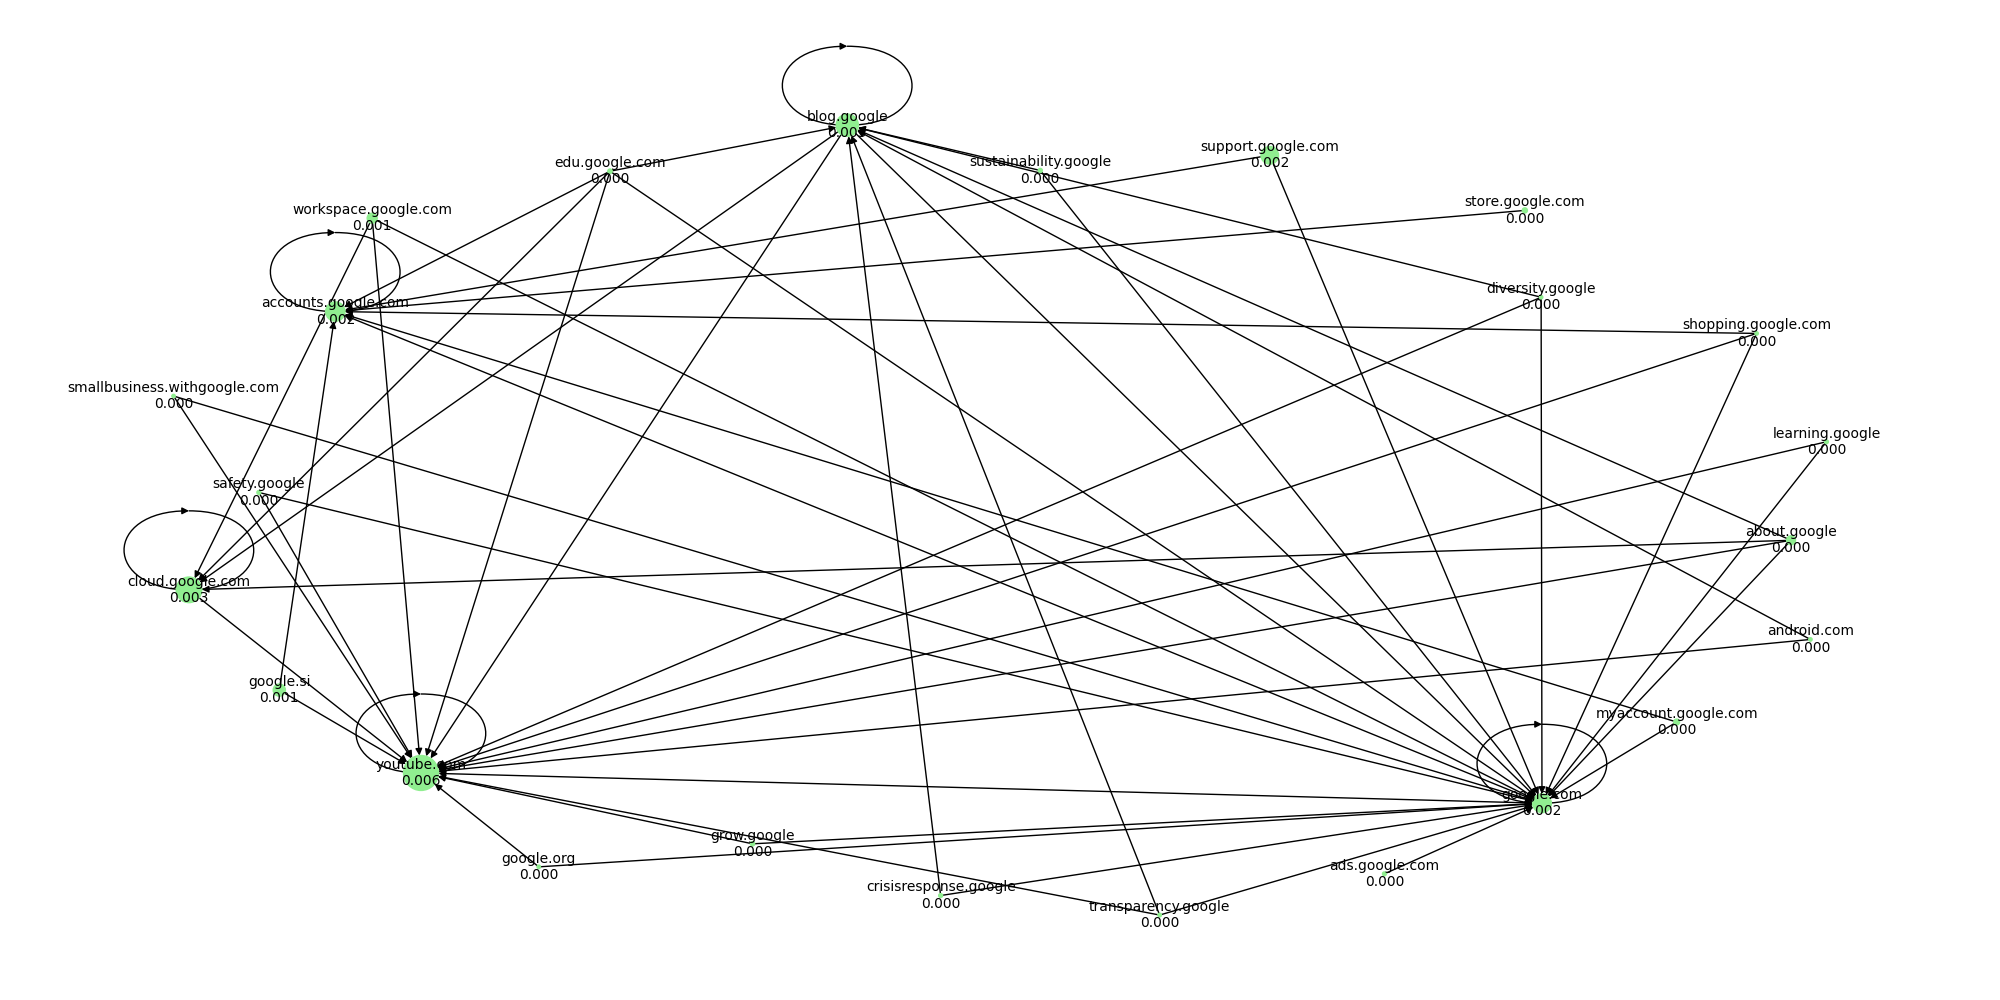 blog.google
edu.google.com
0.000
sustainability.google
0.000
support.google.com
0.002
workspace.google.com
0.001
store.google.com
0.000
accounts.google.com
0.002
diversity.google
0.000
shopping.google.com
0.000
smallbusiness.withgoogle.com
0.000
learning.google
0.000
safety.google
0.000
about.google
0.000
cloud.google.com
0.003
android.com
0.000
google.si
0.001
myaccount.google.com
0.000
youtube.com
0.006
google.com
0.002
grow.google
0.000
google.org
0.000
ads.google.com
0.000
crisisresponse.google
0.000
transparency.google
0.000